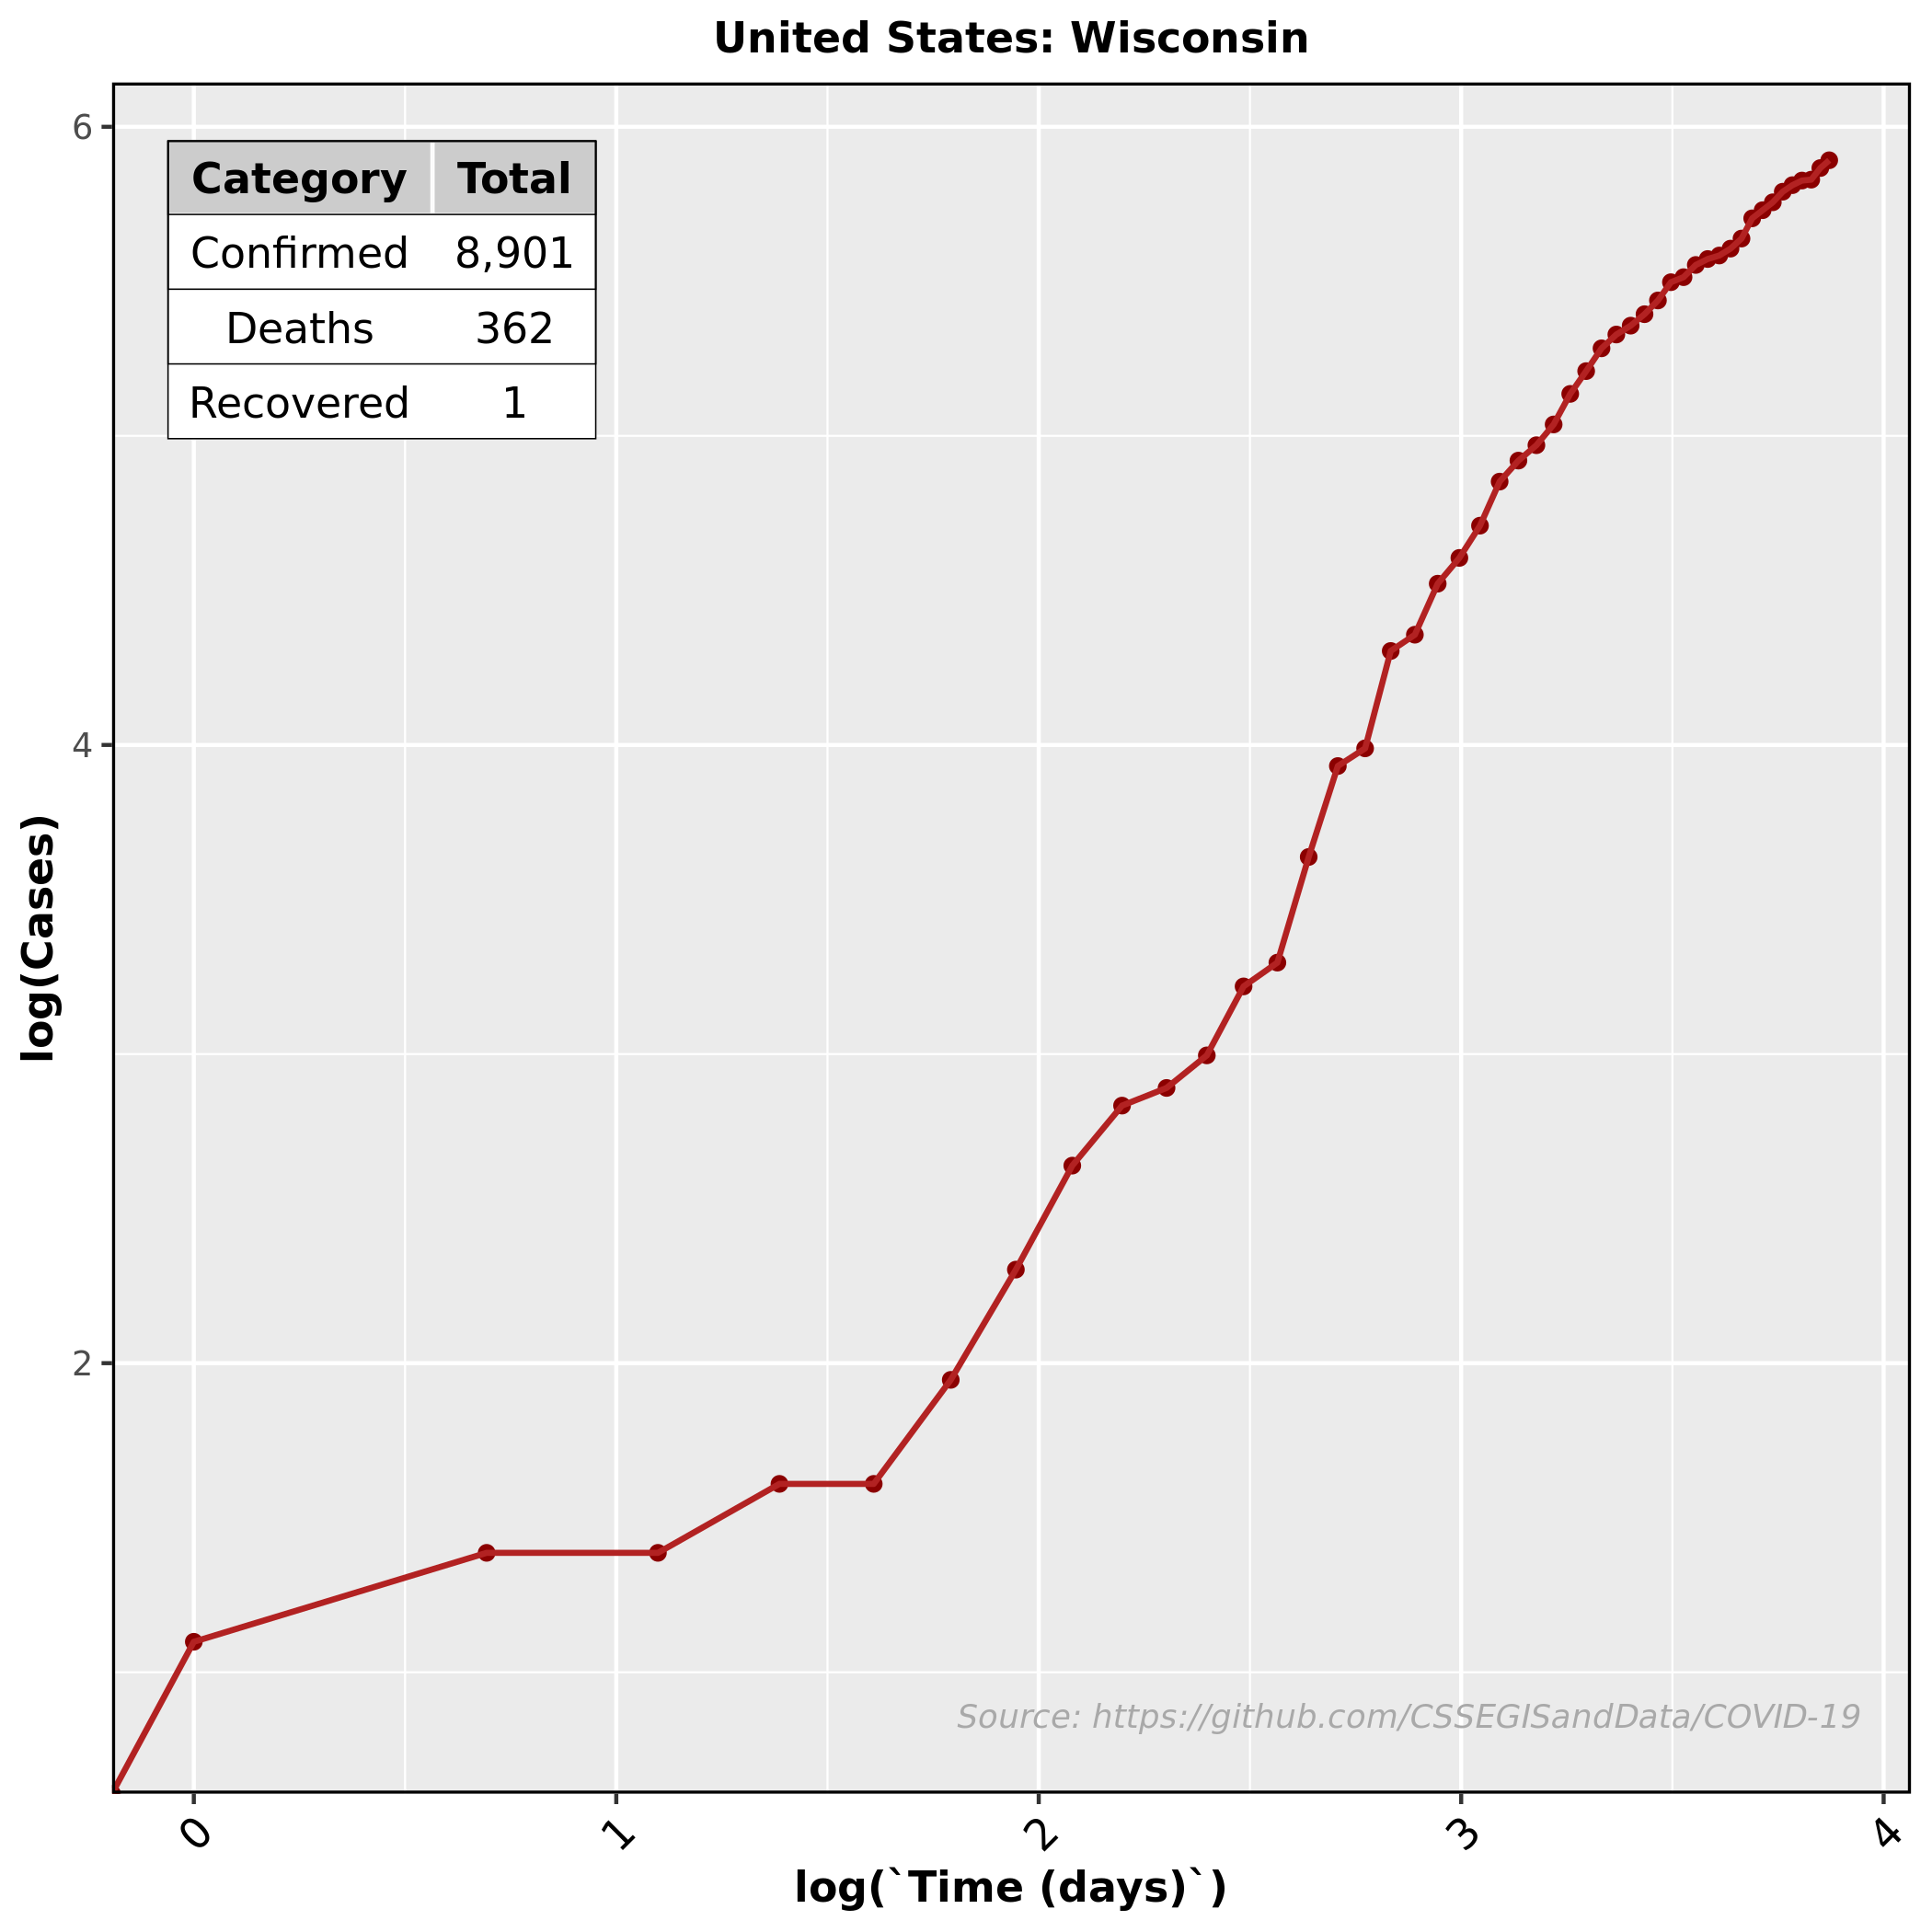 United States: Wisconsin
6
4
2
Category Total
Confirmed 8,901
Deaths 362
Recovered 1
log(Cases)
Source: https://github.com/CSSEGISandData/COVID-19
0 1 2 3 4
log(`Time (days)`)